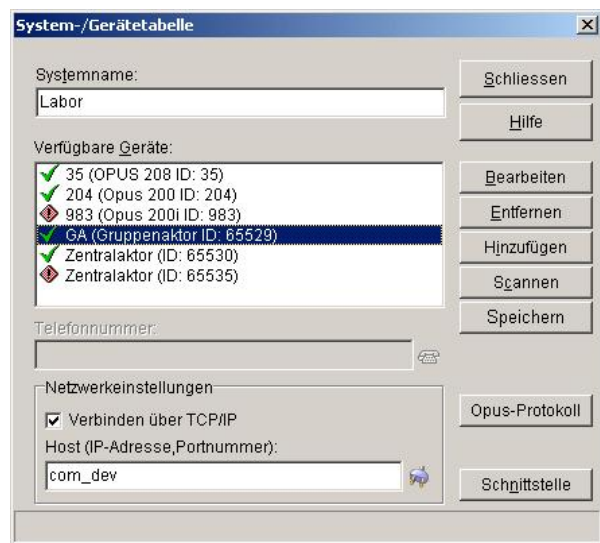 System-/Gerätetabelle
Systemname:
Labor
Verfügbare Geräte:
35 (OPUS 208 ID: 35)
204 (Opus 200 ID: 204)
983 (Opus 200i ID: 983)
GA (Gruppenaktor ID: 65529)
Zentralaktor (ID: 65530)
Zentralaktor (ID: 65535)
Telefonnummer:
Netzwerkeinstellungen
Verbinden über TCP/IP
Host (IP-Adresse,Portnummer):
com_dev
Schliessen
Hilfe
Bearbeiten
Entfernen
Hinzufügen
Scannen
Speichern
Opus-Protokoll
Schnittstelle